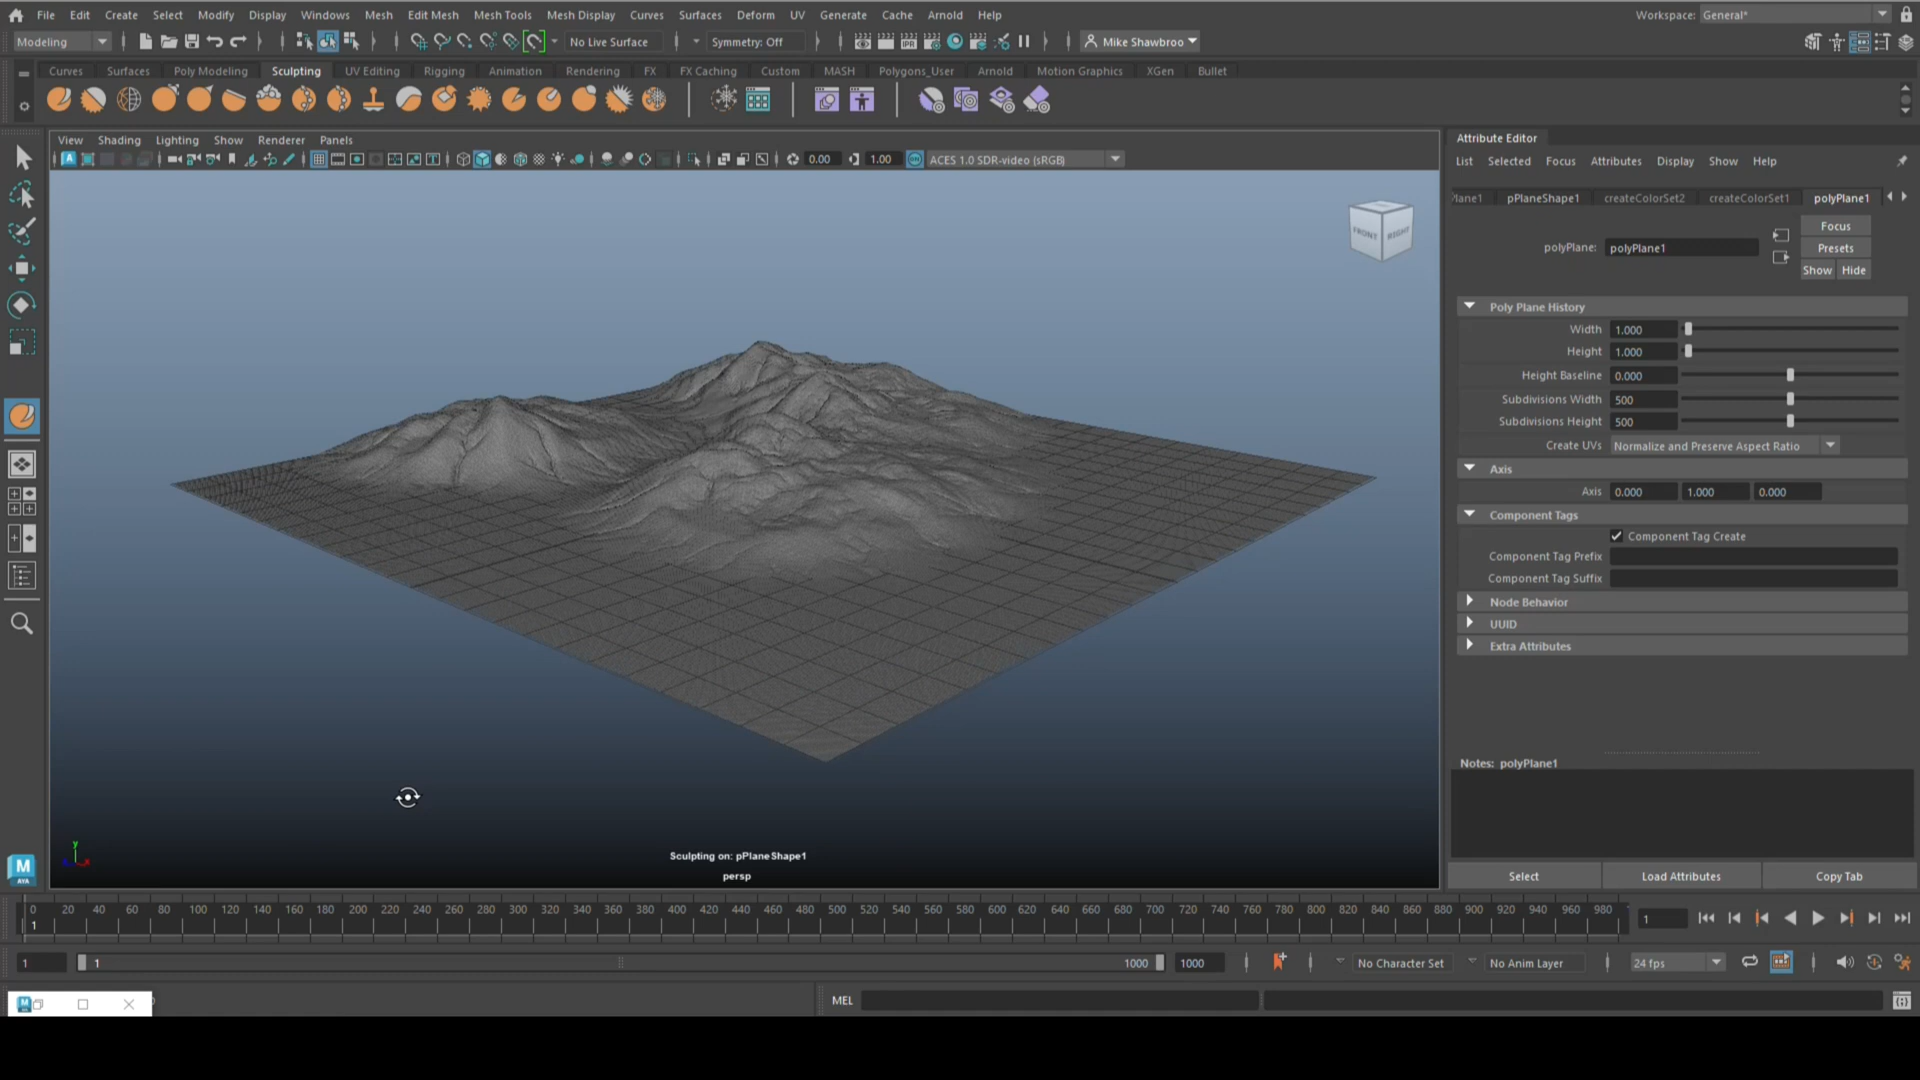 File Edit Create Select Modify Display Windows Mesh Edit Mesh Mesh Tools Mesh Display Curves Surfaces Deform UV Generate Cache Arnold Help
Workspace: General*
Modeling
IPR
No Live Surface
Symmetry: Off
Mike Shawbroo
Curves Surfaces Poly Modeling Sculpting UV Editing Rigging Animation Rendering FX FX Caching Custom MASH Polygons_User Arnold Motion Graphics XGen Bullet
View Shading Lighting Show Renderer Panels
0.00
1.00
ACES 1.0 SDR-video (sRGB)
FRONT
RIGHT
Sculpting on: pPlaneShape1
persp
y
M
AYA
Attribute Editor
List Selected Focus Attributes Display Show Help
lane1 pPlaneShape1 createColorSet2 createColorSet1 polyPlane1
polyPlane: polyPlane1
Focus
Presets
Show Hide
Poly Plane History
Width 1.000
Height 1.000
Height Baseline 0.000
Subdivisions Width 500
Subdivisions Height 500
Create UVs Normalize and Preserve Aspect Ratio
Axis
Axis 0.000 1.000 0.000
Component Tags
Component Tag Create
Component Tag Prefix
Component Tag Suffix
Node Behavior
UUID
Extra Attributes
Notes: polyPlane1
Select Load Attributes Copy Tab
0 20 40 60 80 100 120 140 160 180 200 220 240 260 280 300 320 340 360 380 400 420 440 460 480 500 520 540 560 580 600 620 640 660 680 700 720 740 760 780 800 820 840 860 880 900 920 940 960 980
1
1
1
1
1000
1000
No Character Set
No Anim Layer
24 fps
MEL